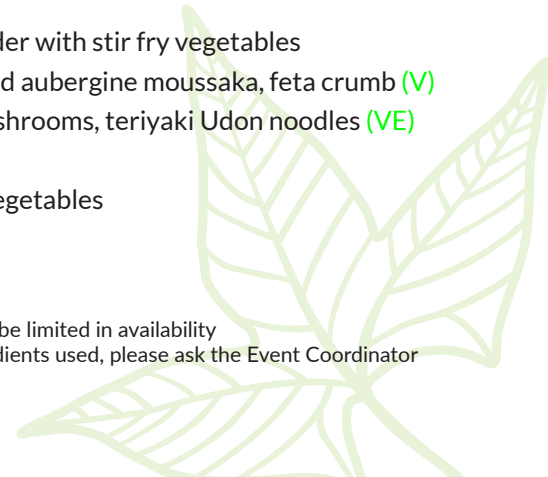 der with stir fry vegetables
d aubergine moussaka, feta crumb (V)
shrooms, teriyaki Udon noodles (VE)
egetables
be limited in availability
dients used, please ask the Event Coordinator